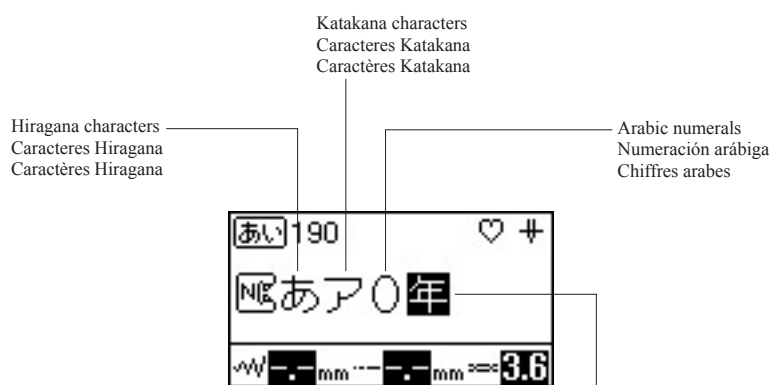 Katakana characters
Caracteres Katakana
Caractères Katakana
Hiragana characters
Caracteres Hiragana
Caractères Hiragana
Arabic numerals
Numeración arábiga
Chiffres arabes
あい 190
あア0年
-.- mm -.- mm 3.6